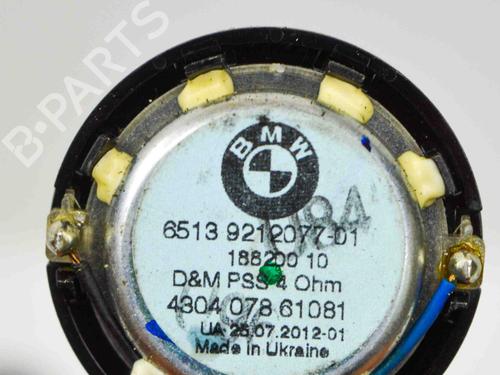 B-PARTS
BMW
6513 9212077-01
188200 10
D&M PSS 4 Ohm
4304 078 61081
UA 25.07.2012-01
Made in Ukraine